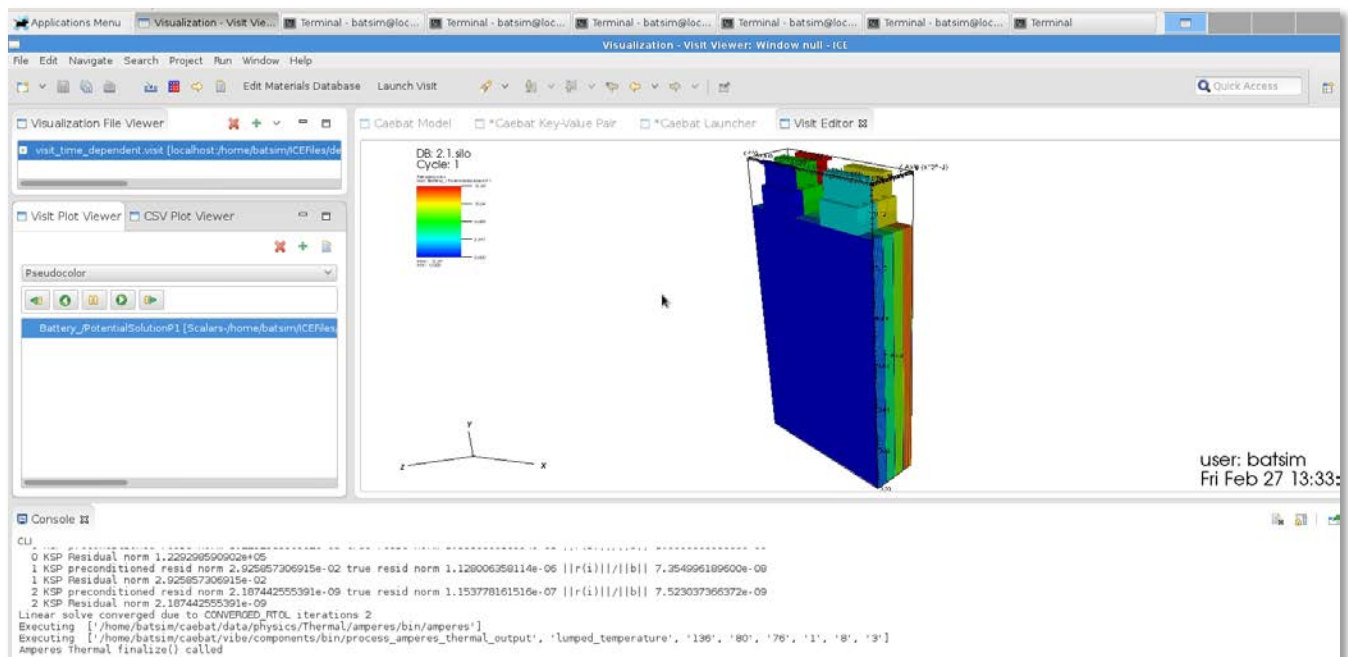 Applications Menu
Visualization - Visit Vie...
Terminal - batsim@loc...
Terminal - batsim@loc...
Terminal - batsim@loc...
Terminal - batsim@loc...
Terminal - batsim@loc...
Terminal
Visualization - Visit Viewer: Window null - ICE
File Edit Navigate Search Project Run Window Help
Edit Materials Database Launch Visit
Quick Access
Visualization File Viewer
visit_time_dependent.visit [localhost:/home/batsim/ICEFiles/de
Visit Plot Viewer
CSV Plot Viewer
Pseudocolor
Battery_/PotentialSolutionP1 [Scalars-/home/batsim/ICEFiles/
Caebat Model
*Caebat Key-Value Pair
*Caebat Launcher
Visit Editor
DB: 2.1.silo
Cycle: 1
Y
Z
X
user: batsim
Fri Feb 27 13:33:
Console
CLI
0 KSP Residual norm 1.229298590902e+05
1 KSP preconditioned resid norm 2.925857306915e-02 true resid norm 1.128006358114e-06 ||r(i)||/||b|| 7.354996189600e-08
1 KSP Residual norm 2.925857306915e-02
2 KSP preconditioned resid norm 2.187442555391e-09 true resid norm 1.153778161516e-07 ||r(i)||/||b|| 7.523037366372e-09
2 KSP Residual norm 2.187442555391e-09
Linear solve converged due to CONVERGED_RTOL iterations 2
Executing ['/home/batsim/caebat/data/physics/Thermal/amperes/bin/amperes']
Executing ['/home/batsim/caebat/vibe/components/bin/process_amperes_thermal_output', 'lumped_temperature', '136', '80', '76', '1', '8', '3']
Amperes Thermal finalize() called